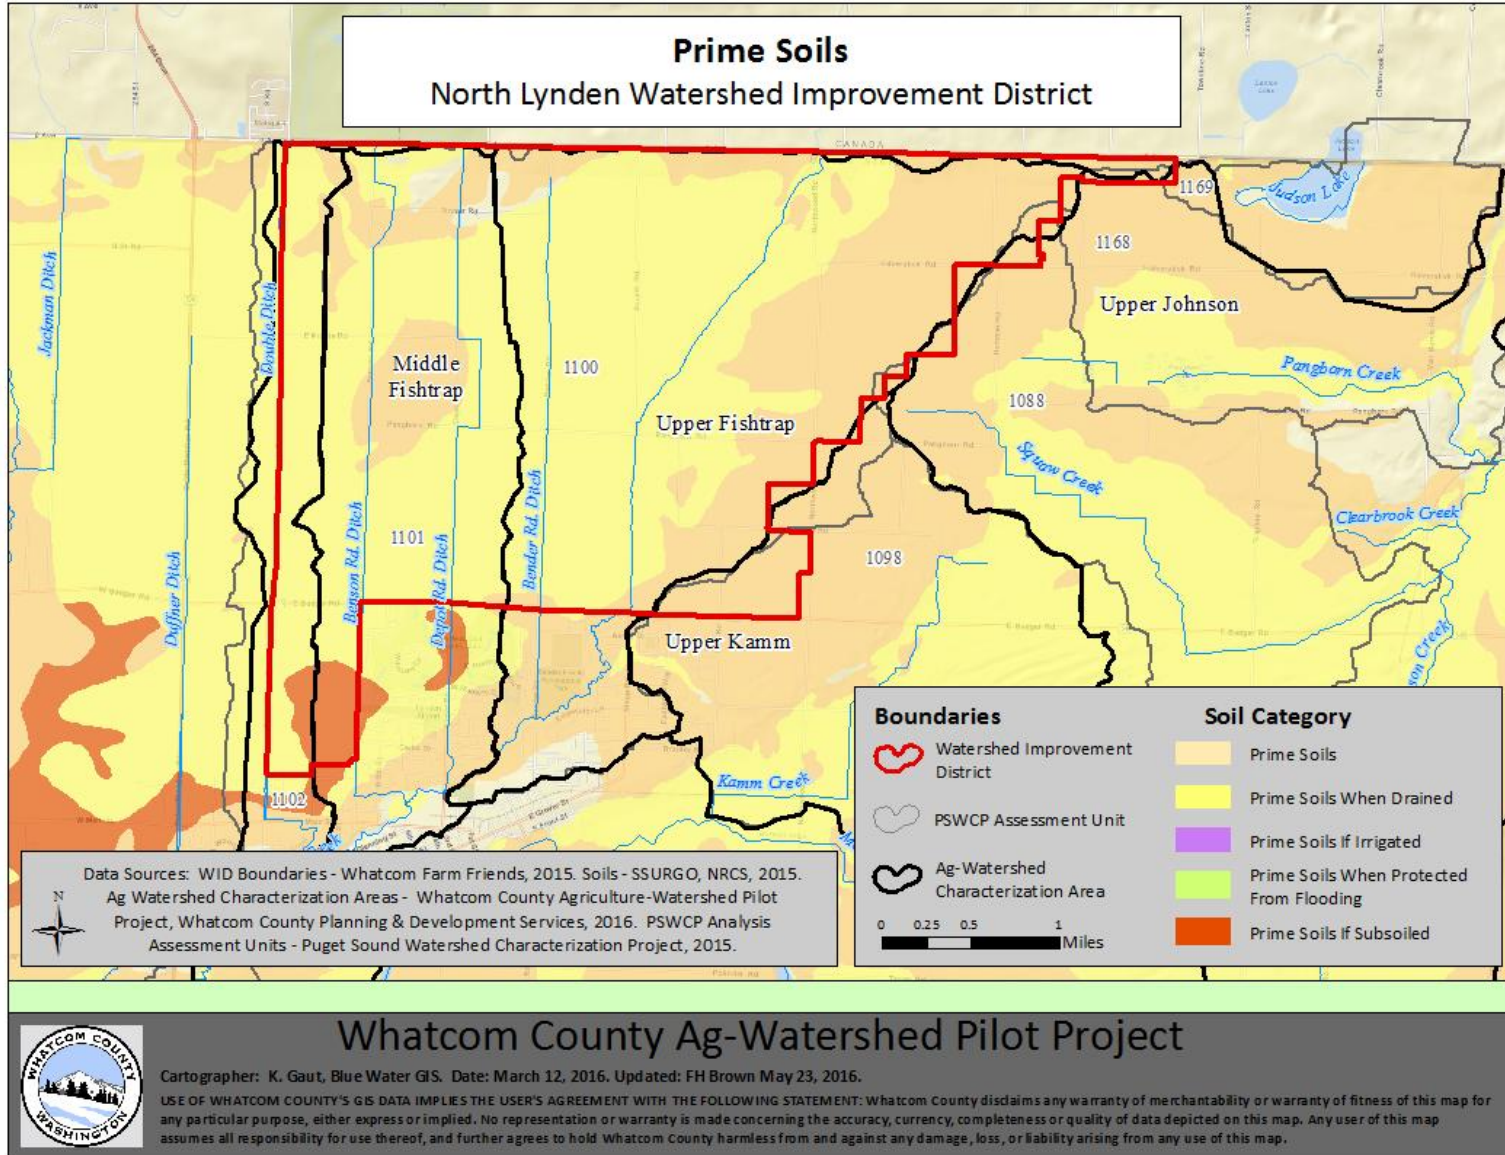 Prime Soils
North Lynden Watershed Improvement District
CANADA
Judson Lake
1169
1168
Upper Johnson
Jackman Ditch
Double Ditch
Middle
Fishtrap
1100
Pangborn Creek
1088
Upper Fishtrap
Squaw Creek
Bender Rd. Ditch
Clearbrook Creek
Benson Rd. Ditch
1101
Depot Rd. Ditch
1098
Duffner Ditch
Upper Kamm
son Creek
Kamm Creek
1102
Boundaries
Watershed Improvement
District
PSWCP Assessment Unit
Ag-Watershed
Characterization Area
0 0.25 0.5 1
Miles
Soil Category
Prime Soils
Prime Soils When Drained
Prime Soils If Irrigated
Prime Soils When Protected
From Flooding
Prime Soils If Subsoiled
N
Data Sources: WID Boundaries - Whatcom Farm Friends, 2015. Soils - SSURGO, NRCS, 2015.
Ag Watershed Characterization Areas - Whatcom County Agriculture-Watershed Pilot
Project, Whatcom County Planning & Development Services, 2016. PSWCP Analysis
Assessment Units - Puget Sound Watershed Characterization Project, 2015.
WHATCOM COUNTY
WASHINGTON
Whatcom County Ag-Watershed Pilot Project
Cartographer: K. Gaut, Blue Water GIS. Date: March 12, 2016. Updated: FH Brown May 23, 2016.
USE OF WHATCOM COUNTY'S GIS DATA IMPLIES THE USER'S AGREEMENT WITH THE FOLLOWING STATEMENT: Whatcom County disclaims any warranty of merchantability or warranty of fitness of this map for
any particular purpose, either express or implied. No representation or warranty is made concerning the accuracy, currency, completeness or quality of data depicted on this map. Any user of this map
assumes all responsibility for use thereof, and further agrees to hold Whatcom County harmless from and against any damage, loss, or liability arising from any use of this map.